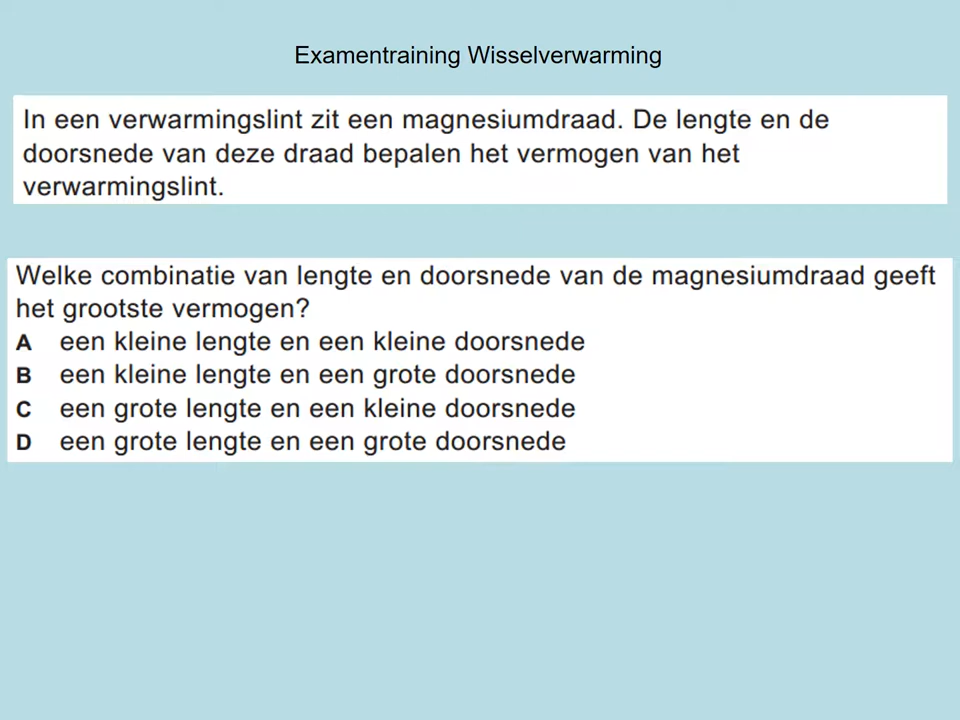 Examentraining Wisselverwarming
In een verwarmingslint zit een magnesiumdraad. De lengte en de
doorsnede van deze draad bepalen het vermogen van het
verwarmingslint.
Welke combinatie van lengte en doorsnede van de magnesiumdraad geeft
het grootste vermogen?
A een kleine lengte en een kleine doorsnede
B een kleine lengte en een grote doorsnede
C een grote lengte en een kleine doorsnede
D een grote lengte en een grote doorsnede